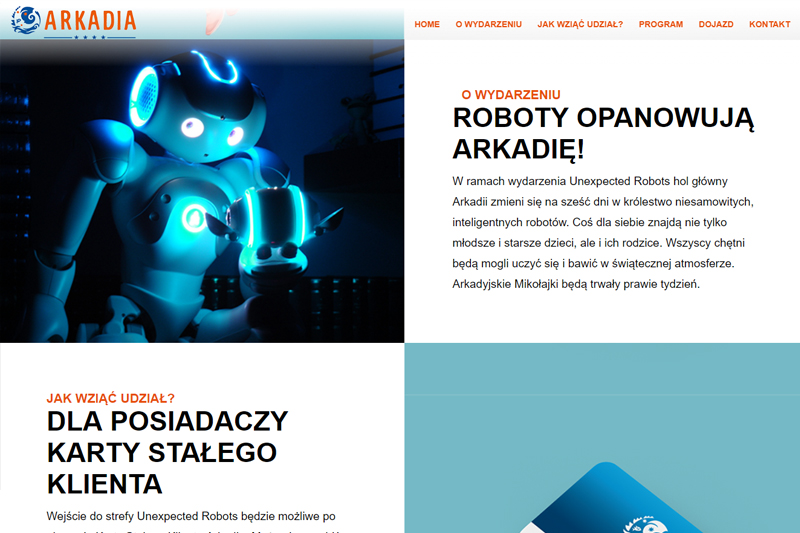 ARKADIA
HOME O WYDARZENIU JAK WZIĄĆ UDZIAŁ? PROGRAM DOJAZD KONTAKT
O WYDARZENIU
ROBOTY OPANOWUJĄ
ARKADIĘ!
W ramach wydarzenia Unexpected Robots hol główny
Arkadii zmieni się na sześć dni w królestwo niesamowitych,
inteligentnych robotów. Coś dla siebie znajdą nie tylko
młodsze i starsze dzieci, ale i ich rodzice. Wszyscy chętni
będą mogli uczyć się i bawić w świątecznej atmosferze.
Arkadyjskie Mikołajki będą trwały prawie tydzień.
JAK WZIĄĆ UDZIAŁ?
DLA POSIADACZY
KARTY STAŁEGO
KLIENTA
Wejście do strefy Unexpected Robots będzie możliwe po